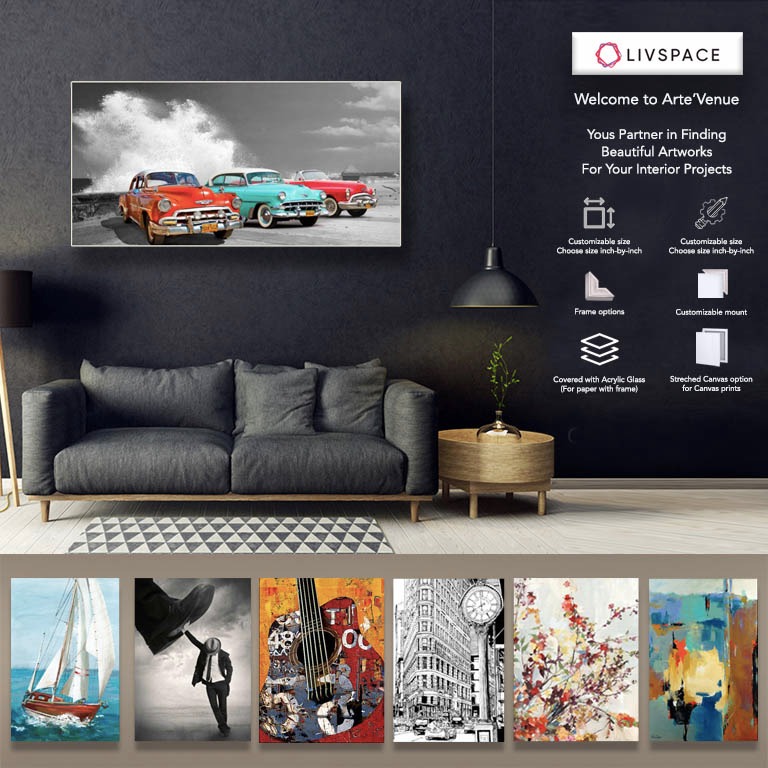 LIVSPACE
Welcome to Arte'Venue
Yous Partner in Finding
Beautiful Artworks
For Your Interior Projects
Customizable size
Choose size inch-by-inch
Customizable size
Choose size inch-by-inch
Frame options
Customizable mount
Covered with Acrylic Glass
(For paper with frame)
Streched Canvas option
for Canvas prints